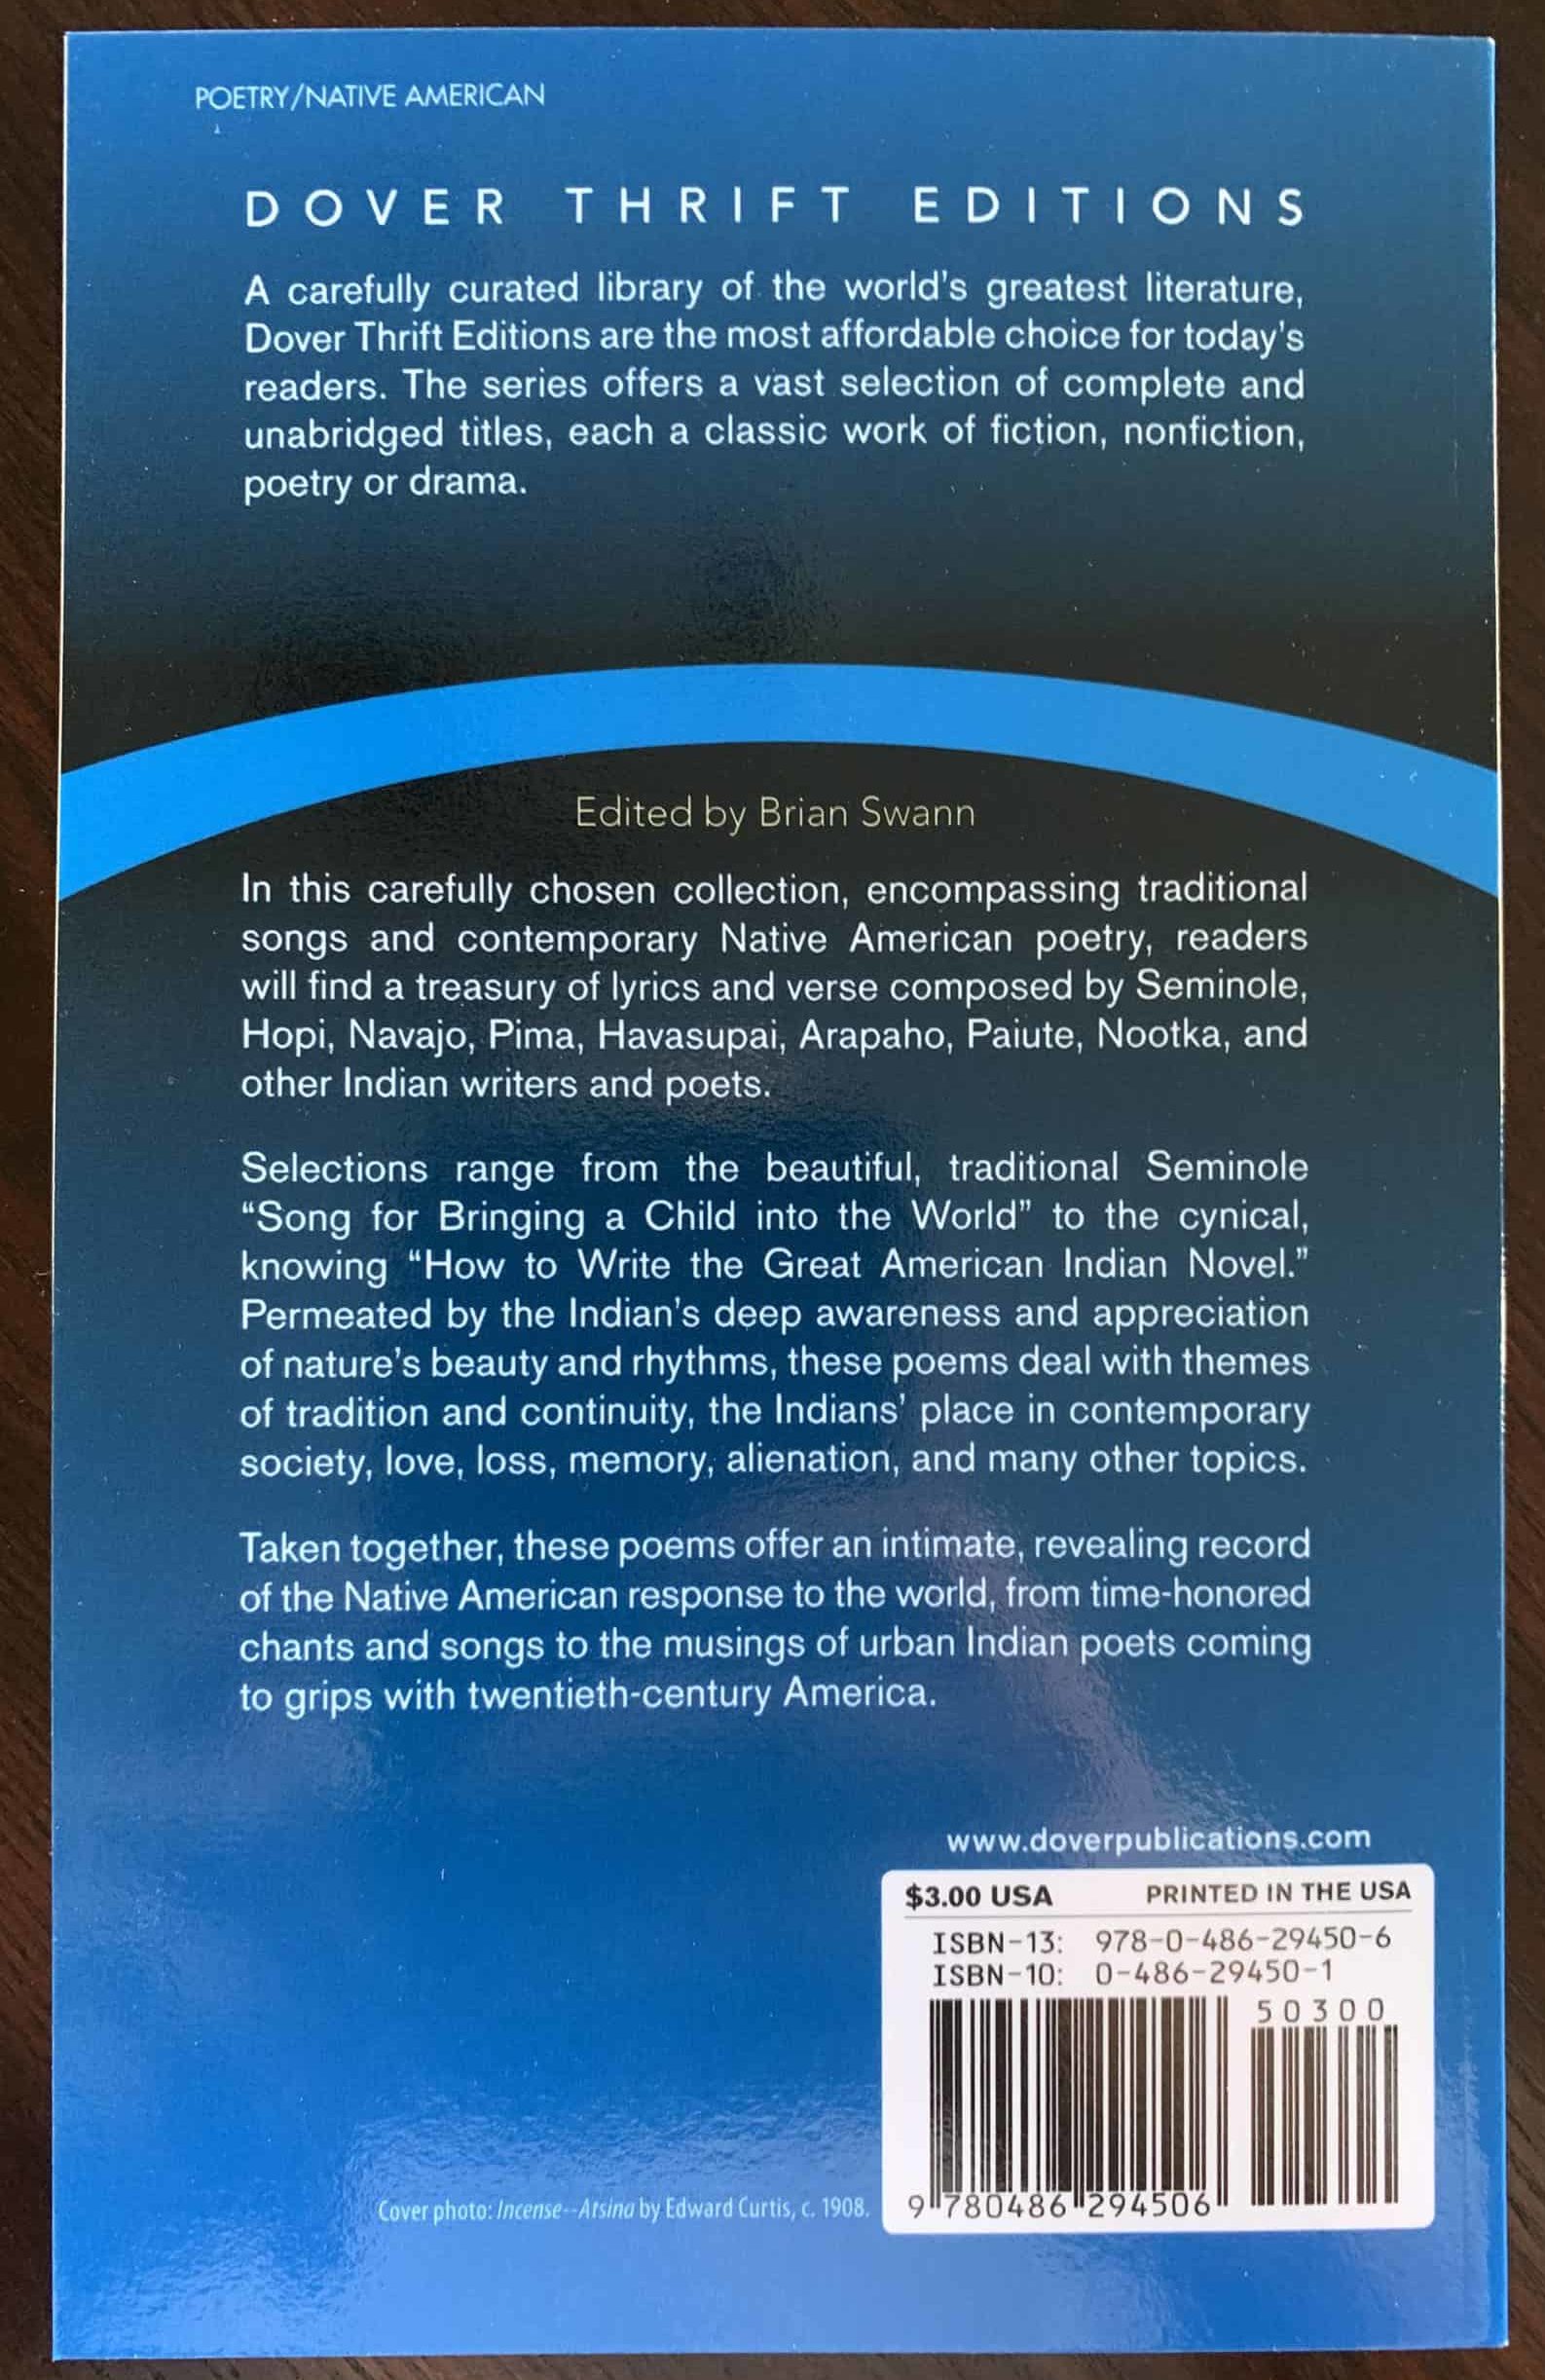 POETRY/NATIVE AMERICAN
DOVER THRIFT EDITIONS
A carefully curated library of the world's greatest literature,
Dover Thrift Editions are the most affordable choice for today's
readers. The series offers a vast selection of complete and
unabridged titles, each a classic work of fiction, nonfiction,
poetry or drama.
Edited by Brian Swann
In this carefully chosen collection, encompassing traditional
songs and contemporary Native American poetry, readers
will find a treasury of lyrics and verse composed by Seminole,
Hopi, Navajo, Pima, Havasupai, Arapaho, Paiute, Nootka, and
other Indian writers and poets.
Selections range from the beautiful, traditional Seminole
“Song for Bringing a Child into the World” to the cynical,
knowing “How to Write the Great American Indian Novel.”
Permeated by the Indian’s deep awareness and appreciation
of nature’s beauty and rhythms, these poems deal with themes
of tradition and continuity, the Indians’ place in contemporary
society, love, loss, memory, alienation, and many other topics.
Taken together, these poems offer an intimate, revealing record
of the Native American response to the world, from time-honored
chants and songs to the musings of urban Indian poets coming
to grips with twentieth-century America.
www.doverpublications.com
$3.00 USA PRINTED IN THE USA
ISBN-13: 978-0-486-29450-6
ISBN-10: 0-486-29450-1
50300
9 780486 294506
Cover photo: Incense--Atsina by Edward Curtis, c. 1908.